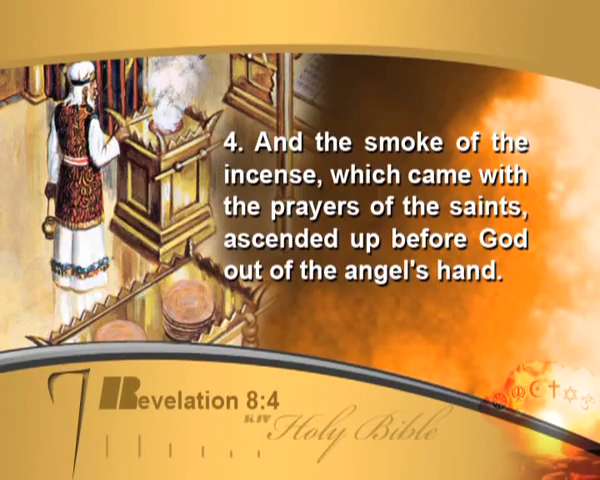 4. And the smoke of the
incense, which came with
the prayers of the saints,
ascended up before God
out of the angel's hand.
Revelation 8:4
KJV
Holy Bible